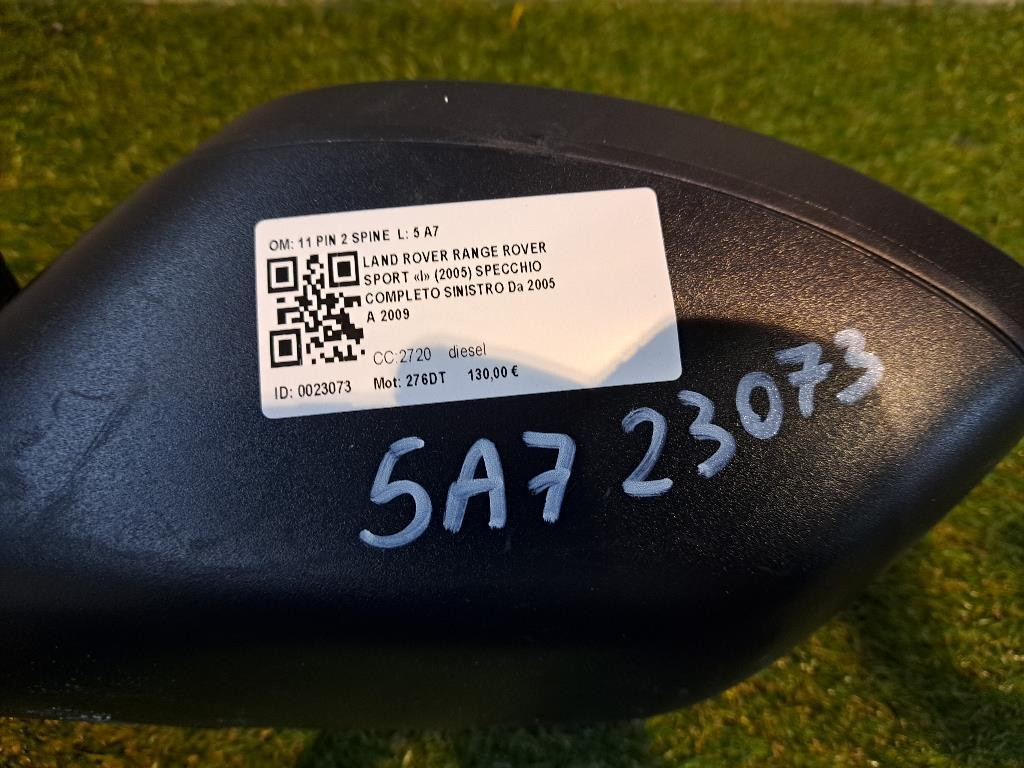 OM: 11 PIN 2 SPINE L: 5 A7
LAND ROVER RANGE ROVER
SPORT «I» (2005) SPECCHIO
COMPLETO SINISTRO Da 2005
A 2009
CC:2720 diesel
ID: 0023073 Mot: 276DT 130,00 €
5A7 23073